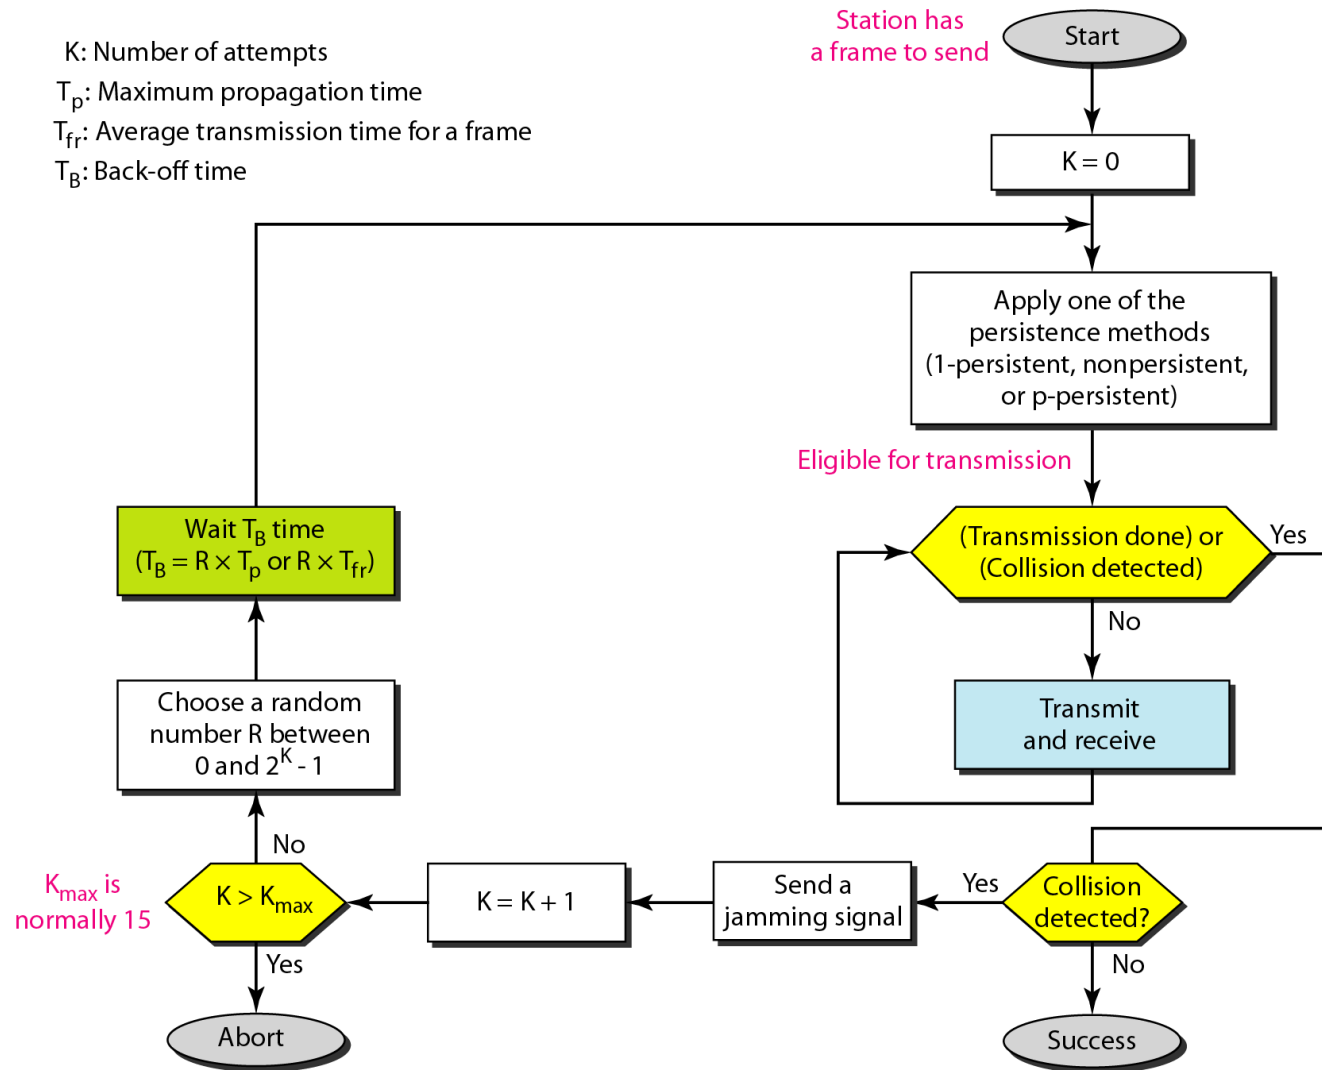 K: Number of attempts
Tp: Maximum propagation time
Tfr: Average transmission time for a frame
TB: Back-off time
Station has
a frame to send
Start
K = 0
Apply one of the
persistence methods
(1-persistent, nonpersistent,
or p-persistent)
Eligible for transmission
(Transmission done) or
(Collision detected)
Yes
No
Transmit
and receive
Collision
detected?
Yes
No
Success
Send a
jamming signal
K = K + 1
K > Kmax
Kmax is
normally 15
Yes
Abort
No
Choose a random
number R between
0 and 2^K - 1
Wait TB time
(TB = R × Tp or R × Tfr)